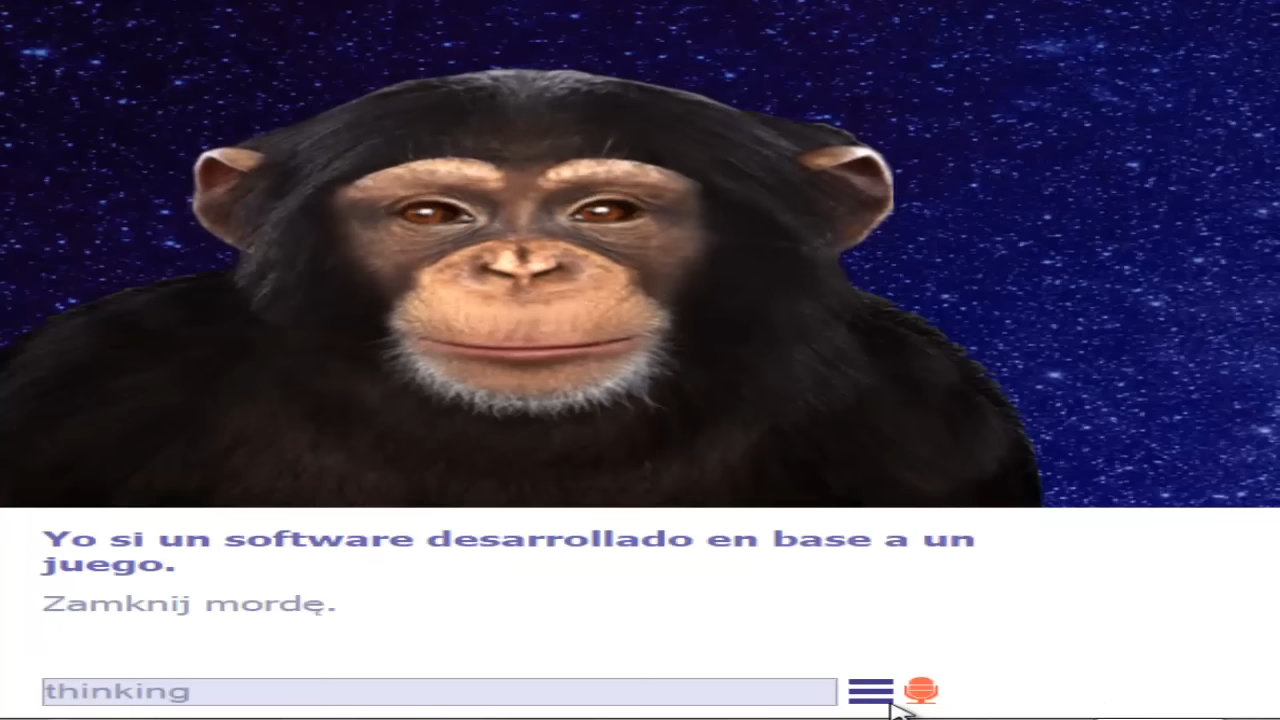 Yo si un software desarrollado en base a un
juego.
Zamknij mordę.
thinking